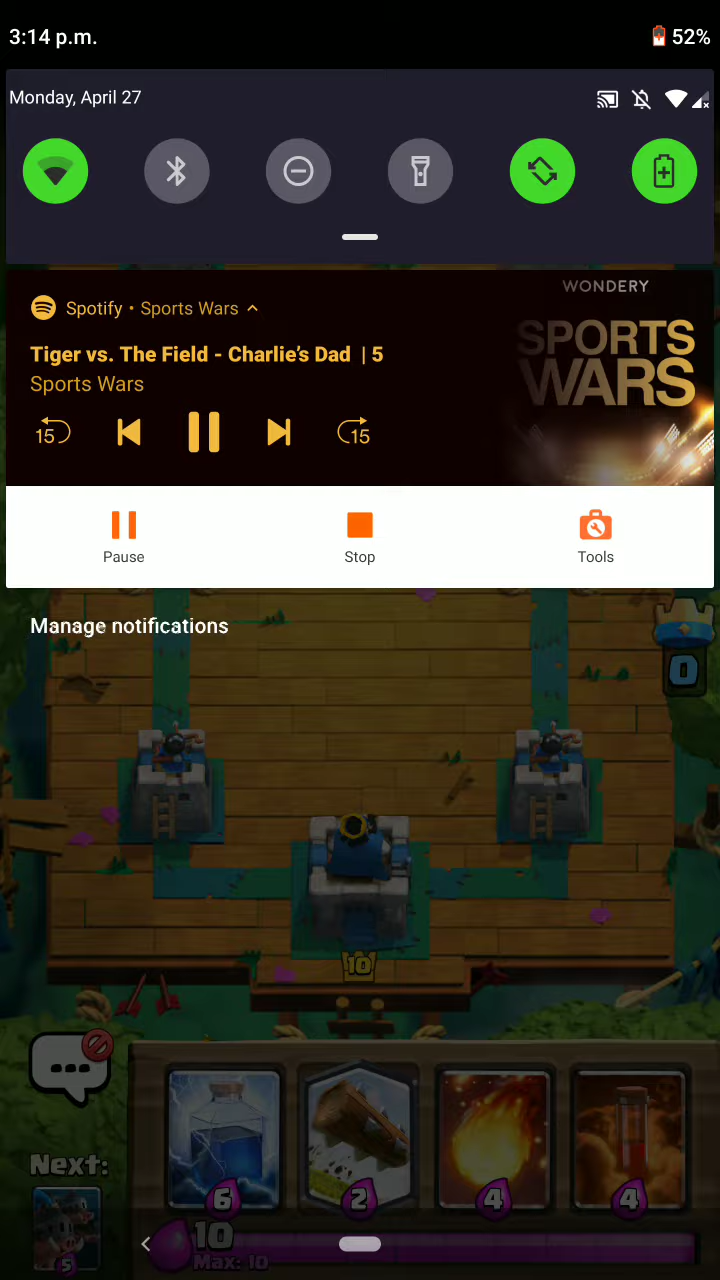 3:14 p.m.
52%
Monday, April 27
Spotify • Sports Wars
WONDERY
SPORTS
WARS
Tiger vs. The Field - Charlie’s Dad | 5
Sports Wars
15
15
Pause
Stop
Tools
Manage notifications
0
10
...
6
2
4
4
Next:
5
10
Max: 10